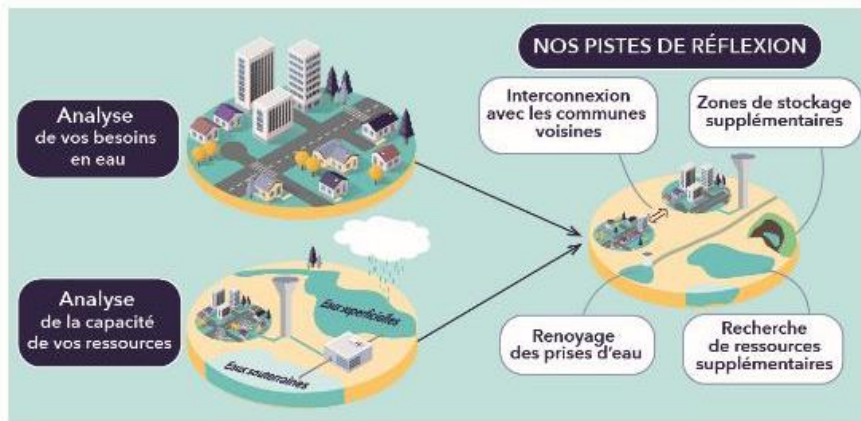 Analyse
de vos besoins
en eau
Analyse
de la capacité
de vos ressources
Eaux superficielles
Eaux souterraines
NOS PISTES DE RÉFLEXION
Interconnexion
avec les communes
voisines
Zones de stockage
supplémentaires
Renoyage
des prises d'eau
Recherche
de ressources
supplémentaires